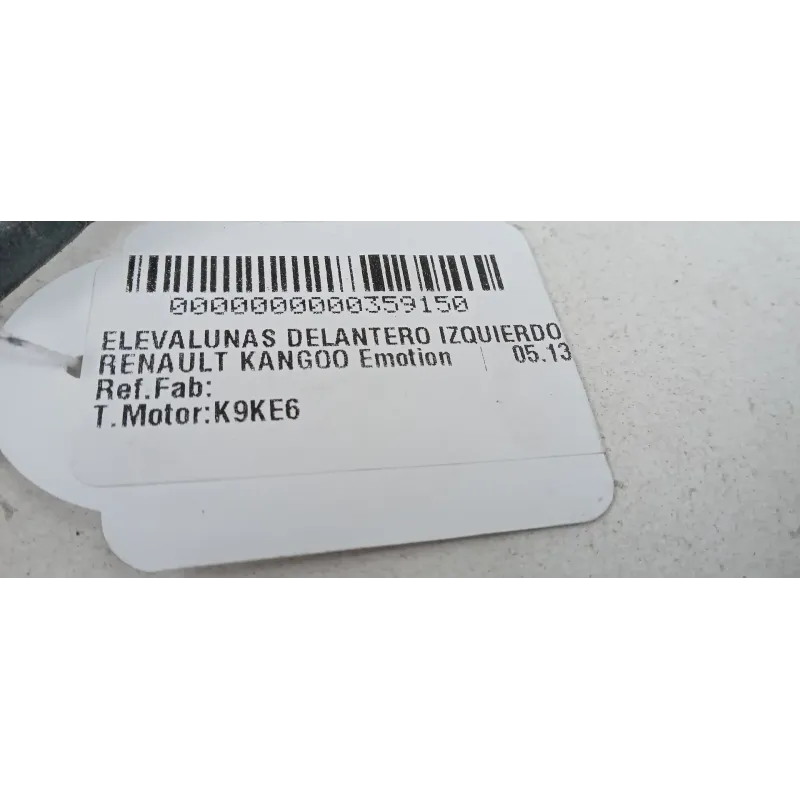 0000000000359150
ELEVALUNAS DELANTERO IZQUIERDO
RENAULT KANGOO Emotion | 05.13
Ref.Fab:
T.Motor:K9KE6